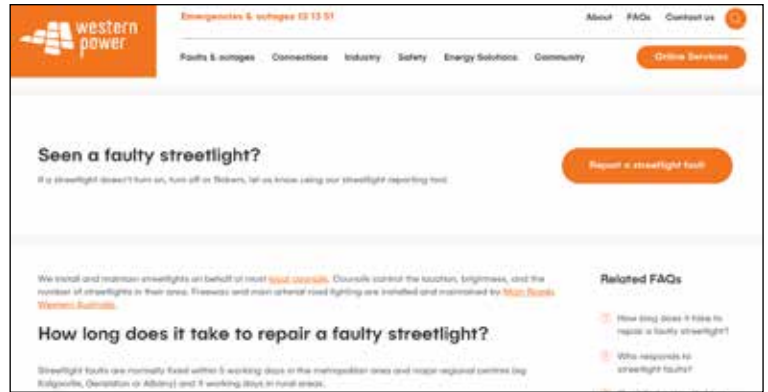 western
power
Emergencies & outages 13 13 51
About FAQs Contact us
Faults & outages Connections Industry Safety Energy Solutions Community
Online Services
Seen a faulty streetlight?
If a streetlight doesn't turn on, turn off or flickers, let us know using our streetlight reporting tool.
Report a streetlight fault
We install and maintain streetlights on behalf of most local councils. Councils control the location, brightness, and the
number of streetlights in their area. Freeway and main arterial road lighting are installed and maintained by Main Roads
Western Australia.
Related FAQs
How long does it take to
repair a faulty streetlight?
Who responds to
streetlight faults?
How long does it take to repair a faulty streetlight?
Streetlight faults are normally fixed within 5 working days in the metropolitan area and major regional centres (eg
Kalgoorlie, Geraldton or Albany) and 9 working days in rural areas.